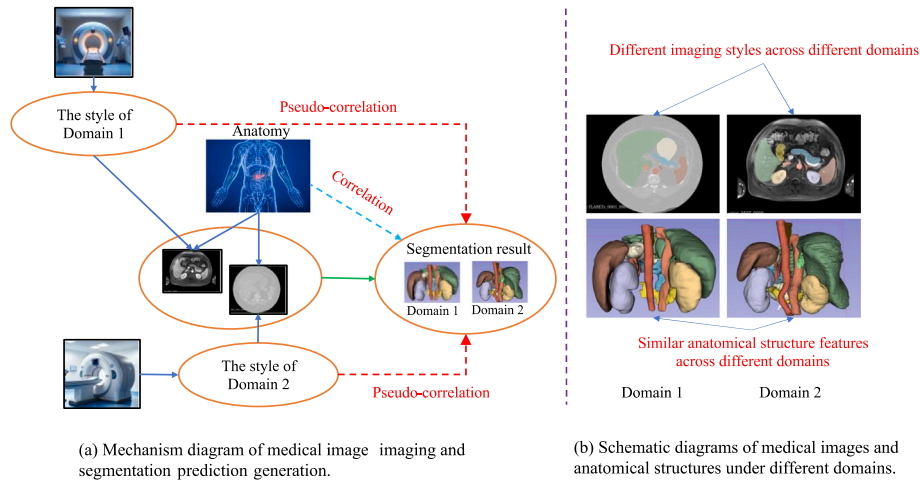 The style of
Domain 1
Pseudo-correlation
Anatomy
Correlation
Segmentation result
Domain 1
Domain 2
The style of
Domain 2
Pseudo-correlation
(a) Mechanism diagram of medical image imaging and
segmentation prediction generation.
Different imaging styles across different domains
Similar anatomical structure features
across different domains
Domain 1
Domain 2
(b) Schematic diagrams of medical images and
anatomical structures under different domains.